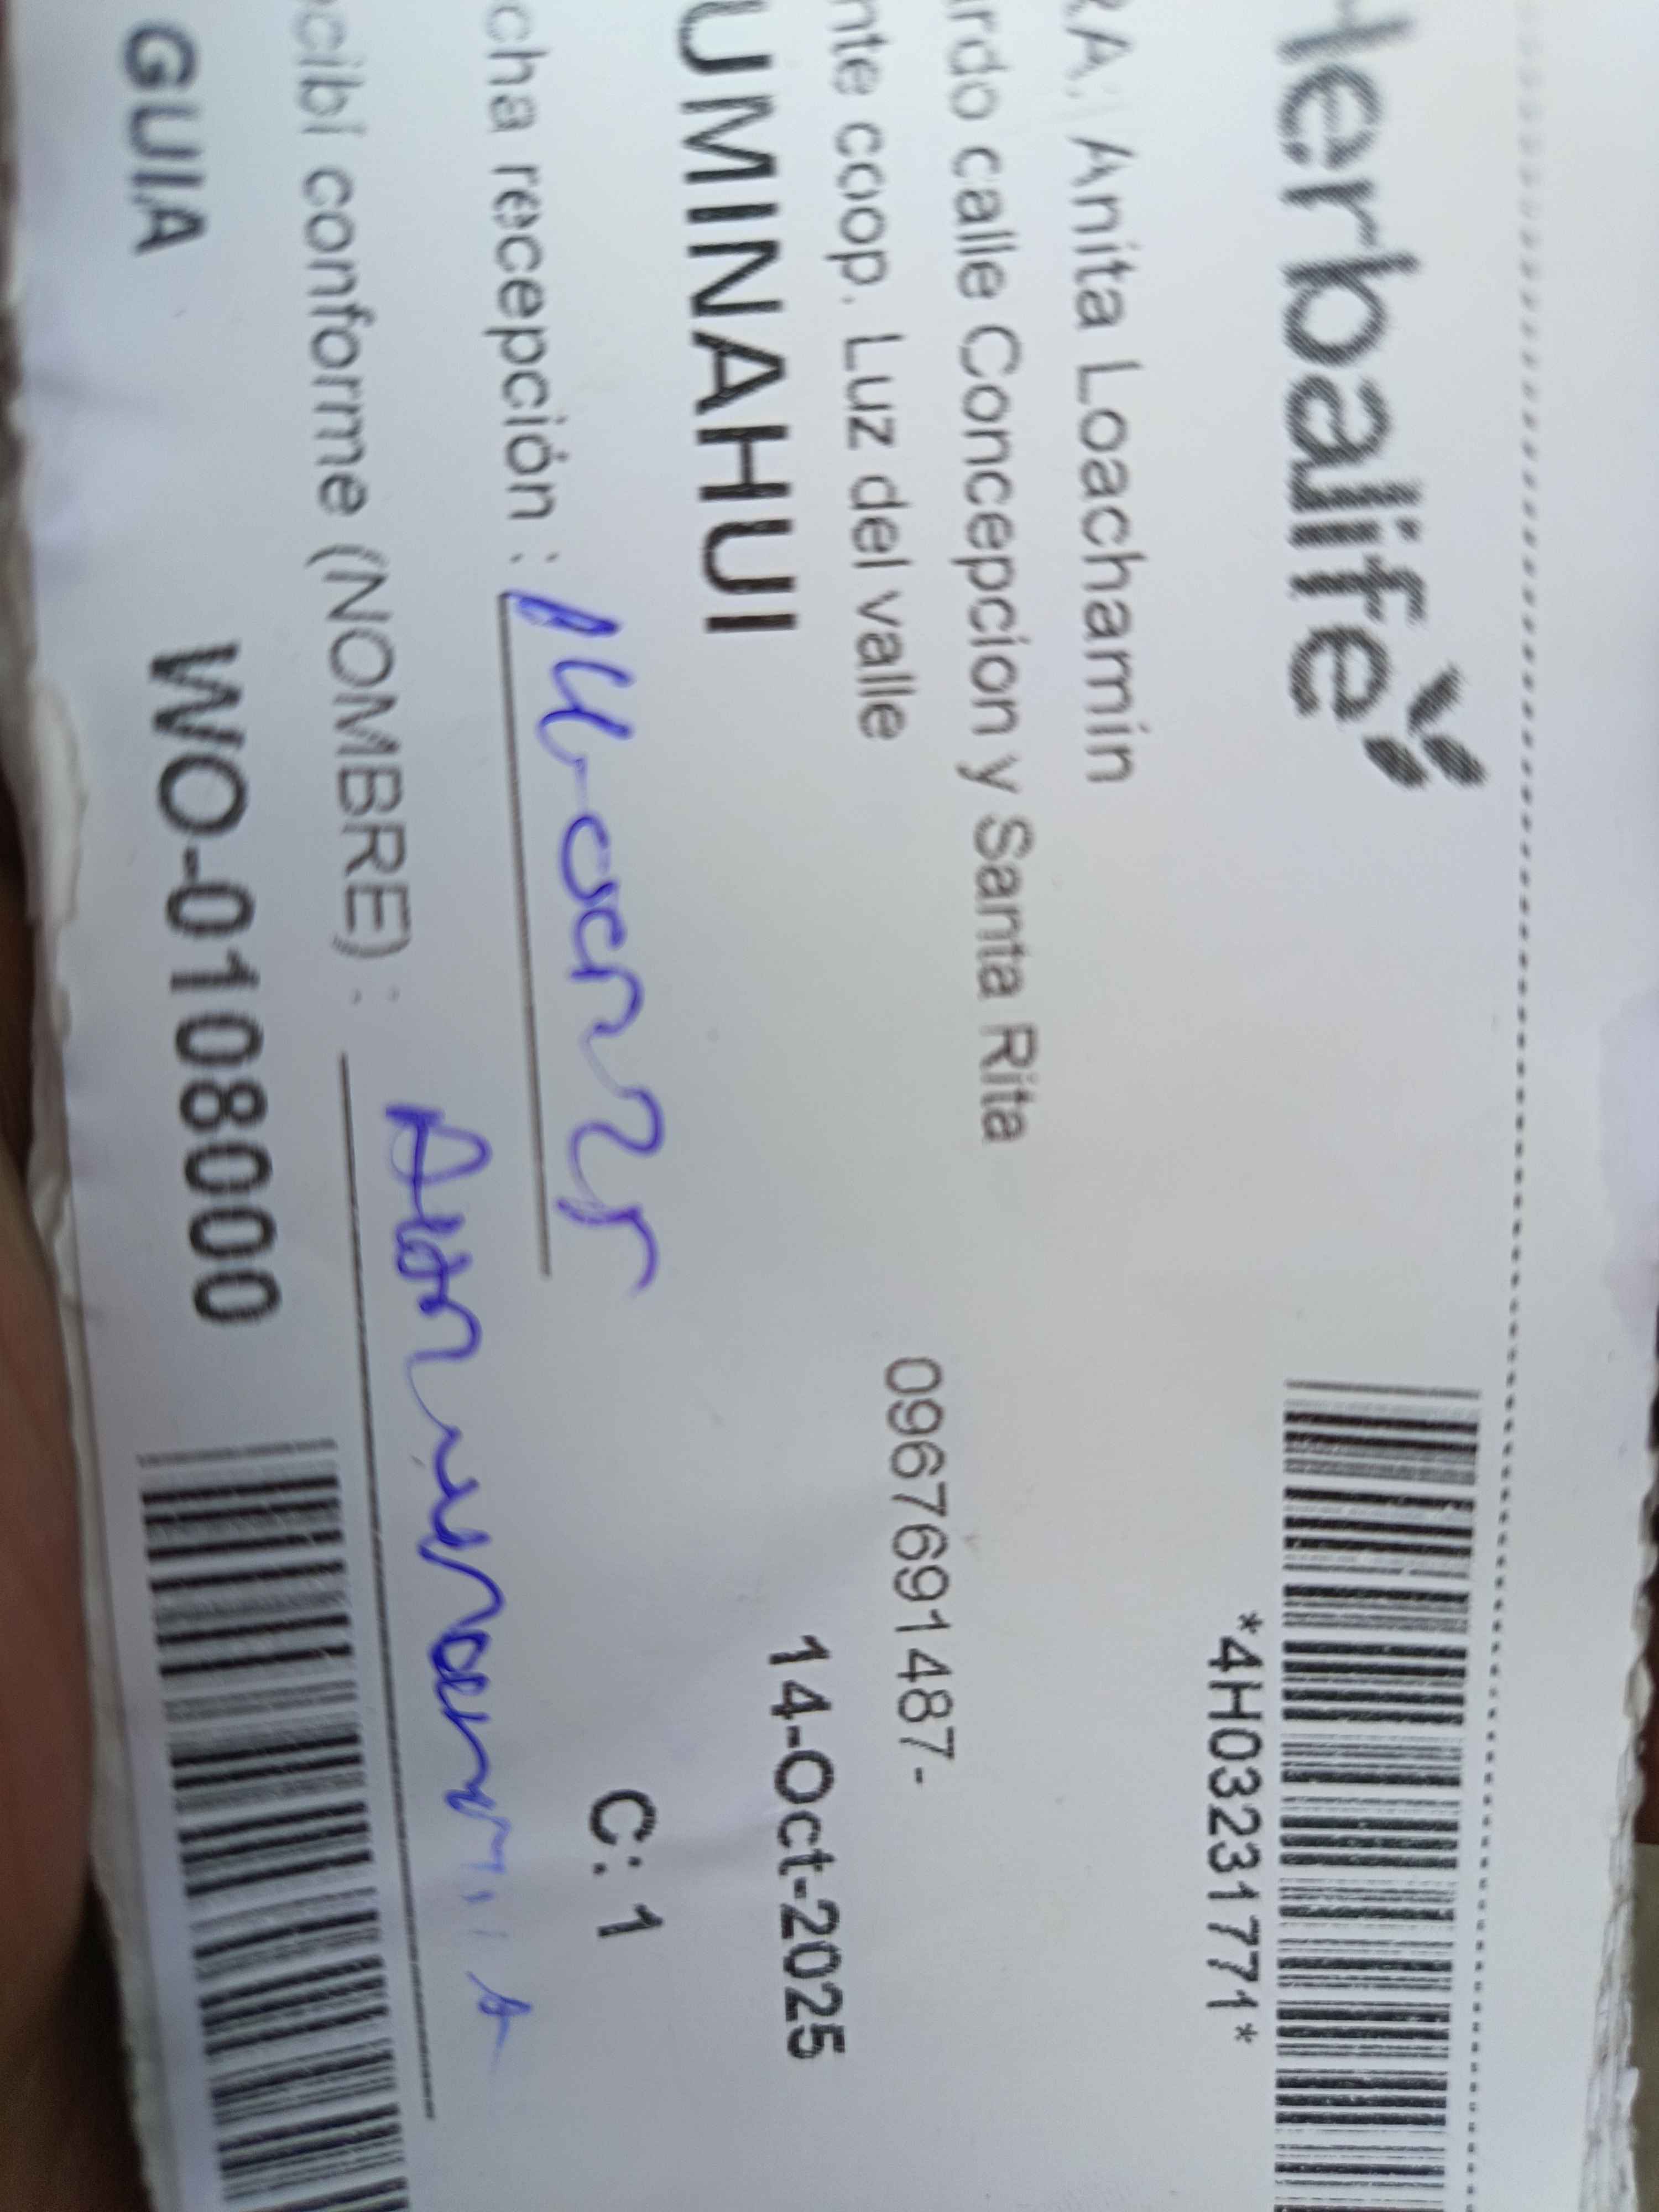 Herbalife
*4H03231771*
RA: Anita Loachamin
rdo calle Concepcion y Santa Rita
nte coop. Luz del valle
0967691487-
UMINAHUI
14-Oct-2025
cha recepción :
C: 1
cibí conforme (NOMBRE) :
GUIA
WO-0108000